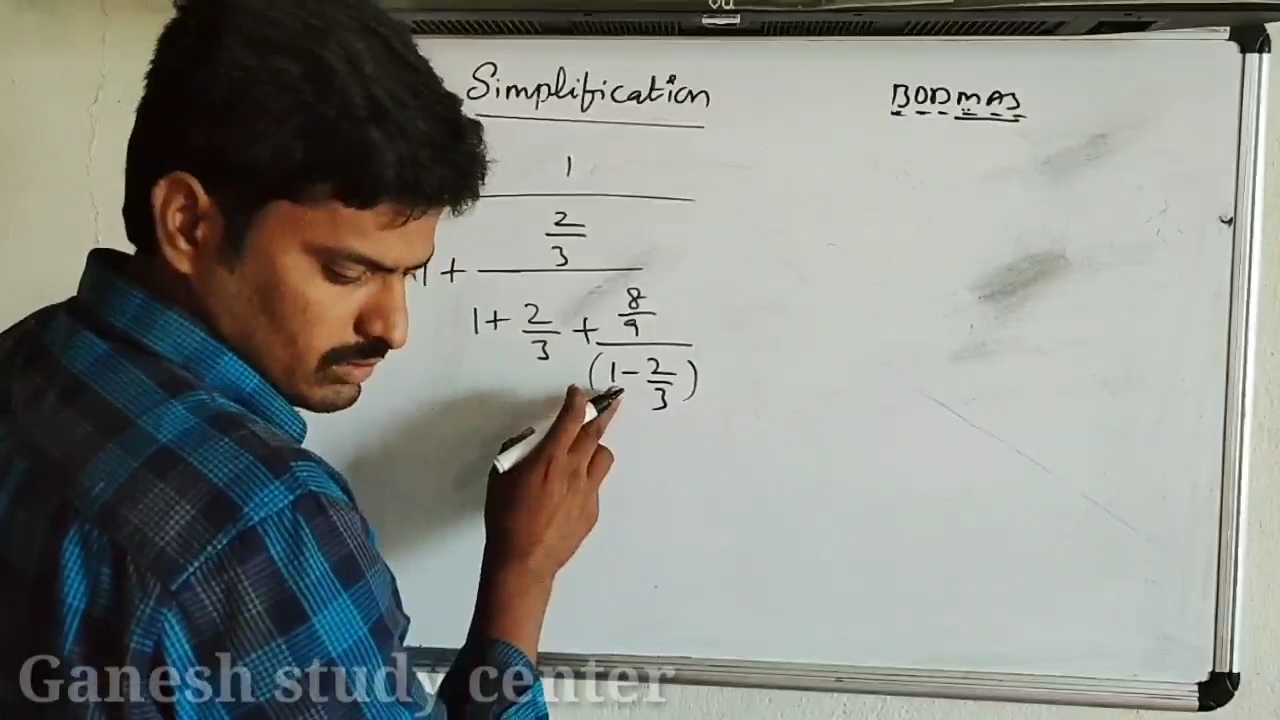 Simplification
BODMAS
1
2
3
1 +
1 + 2/3 + 8/9
(1 - 2/3)
Ganesh study center